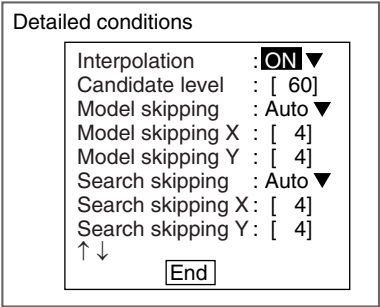 Detailed conditions
Interpolation : ON ▼
Candidate level : [ 60]
Model skipping : Auto ▼
Model skipping X : [ 4]
Model skipping Y : [ 4]
Search skipping : Auto ▼
Search skipping X : [ 4]
Search skipping Y : [ 4]
↑ ↓
End